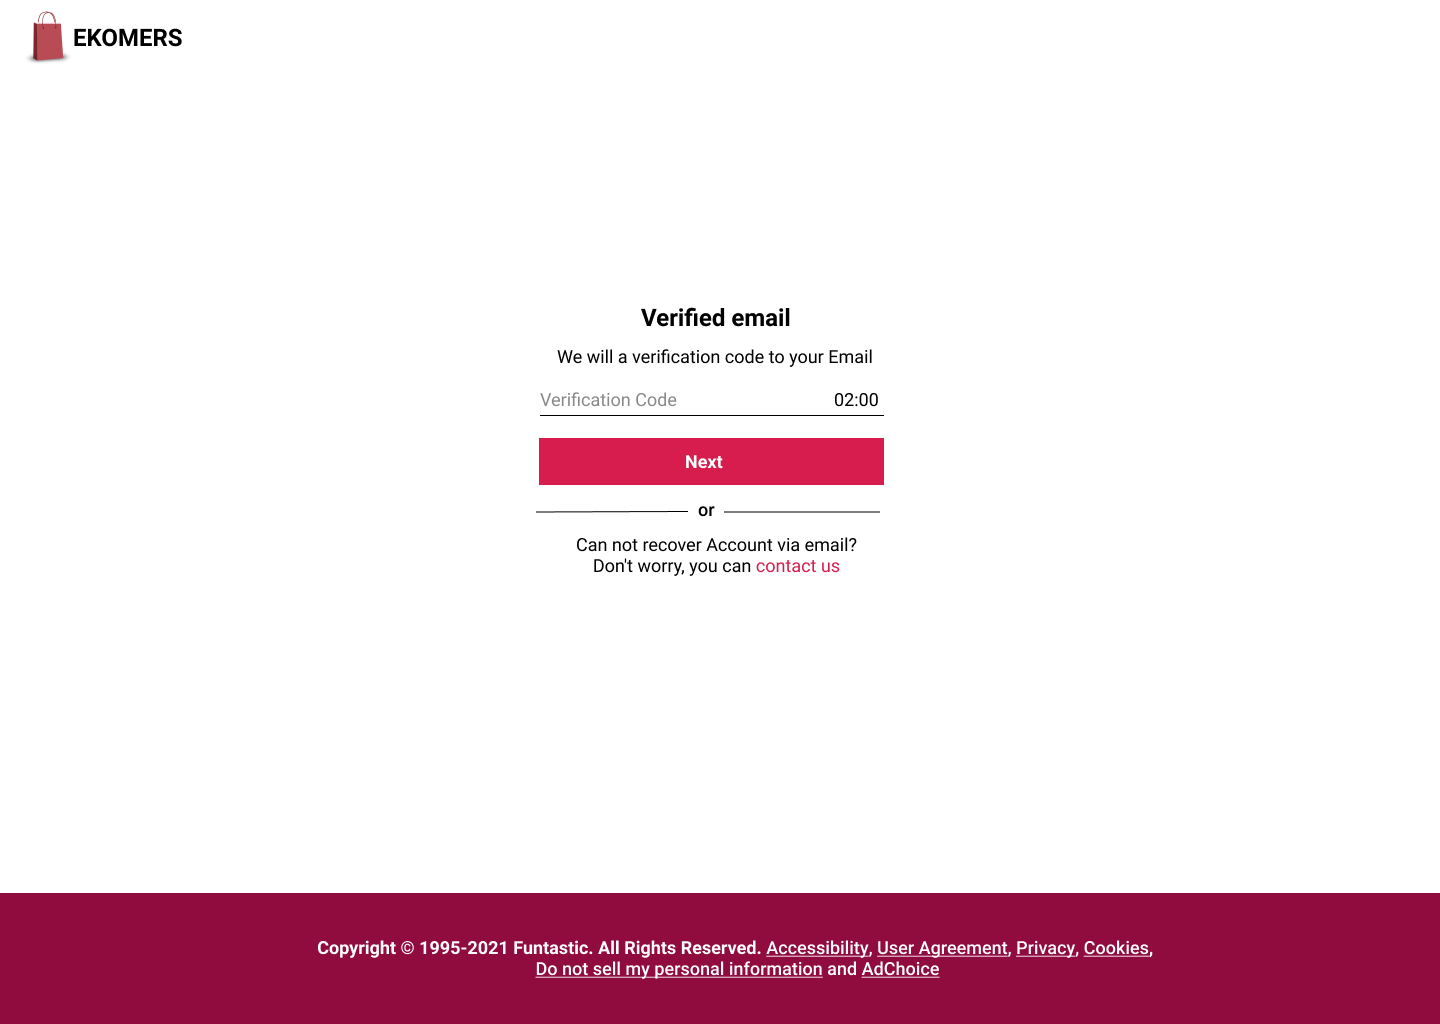 EKOMERS
Verified email
We will a verification code to your Email
Verification Code 02:00
Next
or
Can not recover Account via email?
Don't worry, you can contact us
Copyright © 1995-2021 Funtastic. All Rights Reserved. Accessibility, User Agreement, Privacy, Cookies,
Do not sell my personal information and AdChoice